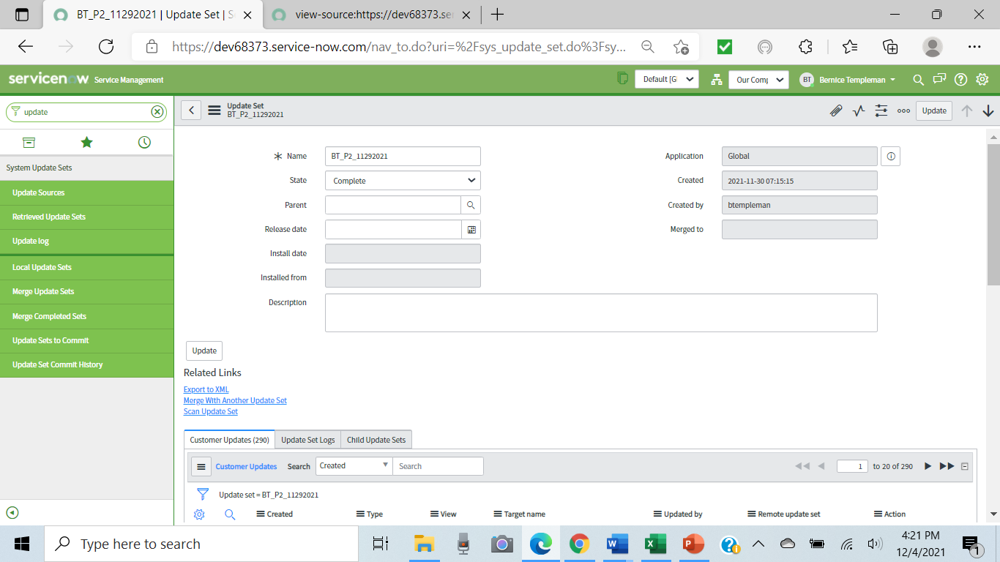 BT_P2_11292021 | Update Set | S
view-source:https://dev68373.se
https://dev68373.service-now.com/nav_to.do?uri=%2Fsys_update_set.do%3Fsy...
servicenow Service Management
Default [Gl
Our Comp
BT Bernice Templeman
update
Update Set
BT_P2_11292021
Update
System Update Sets
Update Sources
Retrieved Update Sets
Update log
Local Update Sets
Merge Update Sets
Merge Completed Sets
Update Sets to Commit
Update Set Commit History
Name BT_P2_11292021
State Complete
Parent
Release date
Install date
Installed from
Description
Application Global
Created 2021-11-30 07:15:15
Created by btempleman
Merged to
Update
Related Links
Export to XML
Merge With Another Update Set
Scan Update Set
Customer Updates (290) Update Set Logs Child Update Sets
Customer Updates Search Created Search 1 to 20 of 290
Update set = BT_P2_11292021
Created Type View Target name Updated by Remote update set Action
Type here to search
4:21 PM
12/4/2021
1